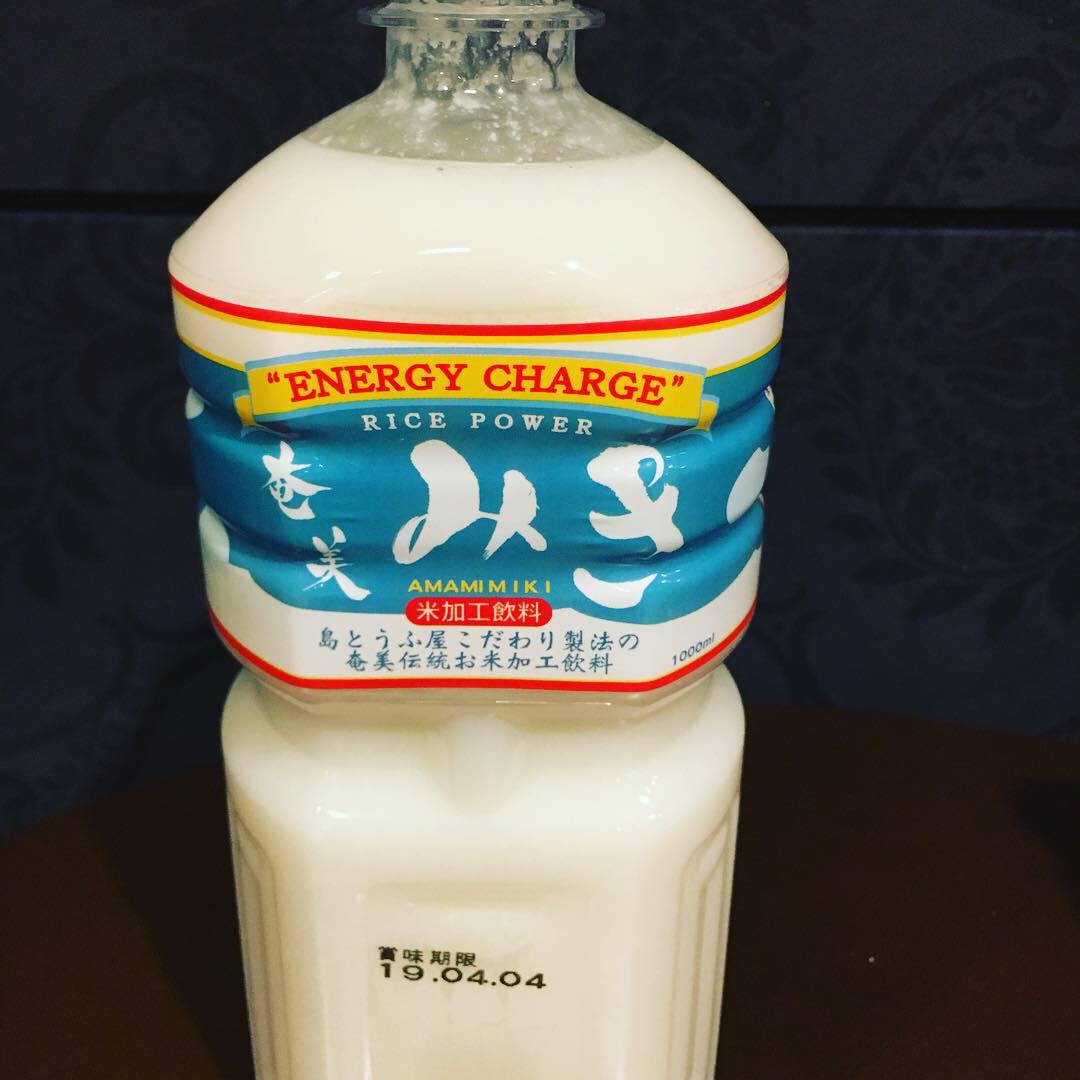 "ENERGY CHARGE"
RICE POWER
奄美
みき
AMAMI MIKI
米加工飲料
島とうふ屋こだわり製法の
奄美伝統お米加工飲料
1000ml
賞味期限
19.04.04